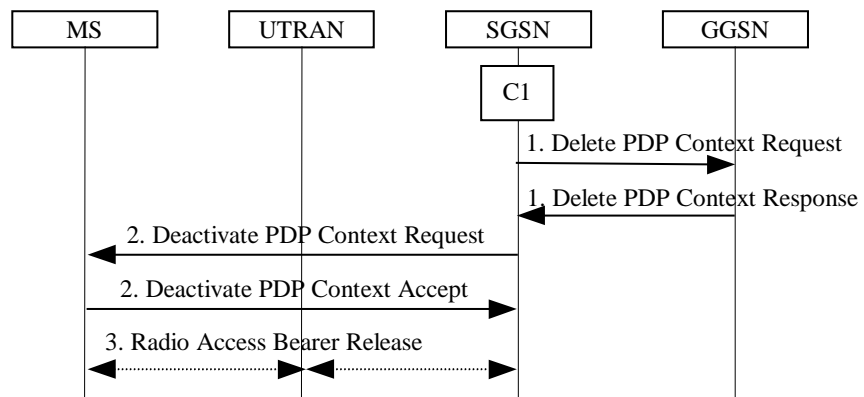 MS
UTRAN
SGSN
GGSN
C1
1. Delete PDP Context Request
1. Delete PDP Context Response
2. Deactivate PDP Context Request
2. Deactivate PDP Context Accept
3. Radio Access Bearer Release